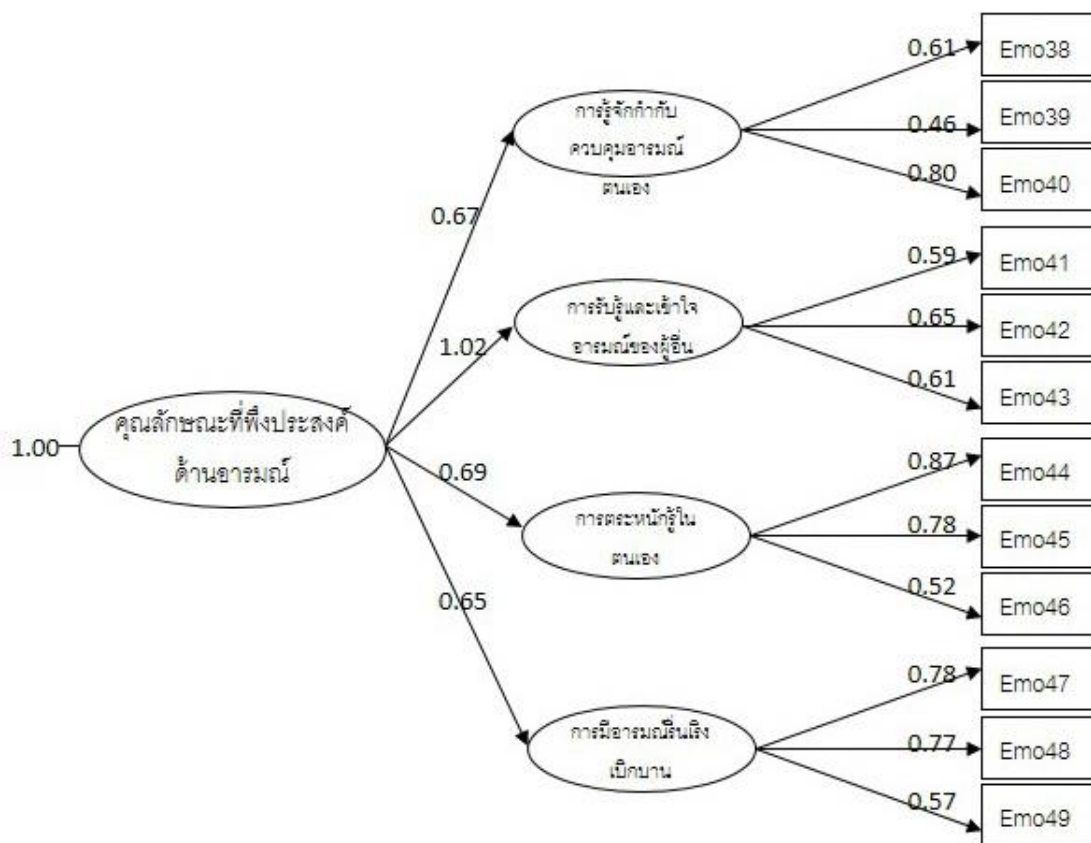 0.61
Emo38
การรู้จักกำกับ
ควบคุมอารมณ์
ตนเอง
0.46
Emo39
0.80
Emo40
0.67
0.59
Emo41
การรับรู้และเข้าใจ
อารมณ์ของผู้อื่น
0.65
Emo42
1.02
0.61
Emo43
คุณลักษณะที่พึงประสงค์
ด้านอารมณ์
1.00
0.87
Emo44
0.69
การตระหนักรู้ใน
ตนเอง
0.78
Emo45
0.52
Emo46
0.65
0.78
Emo47
การมีอารมณ์รื่นเริง
เบิกบาน
0.77
Emo48
0.57
Emo49